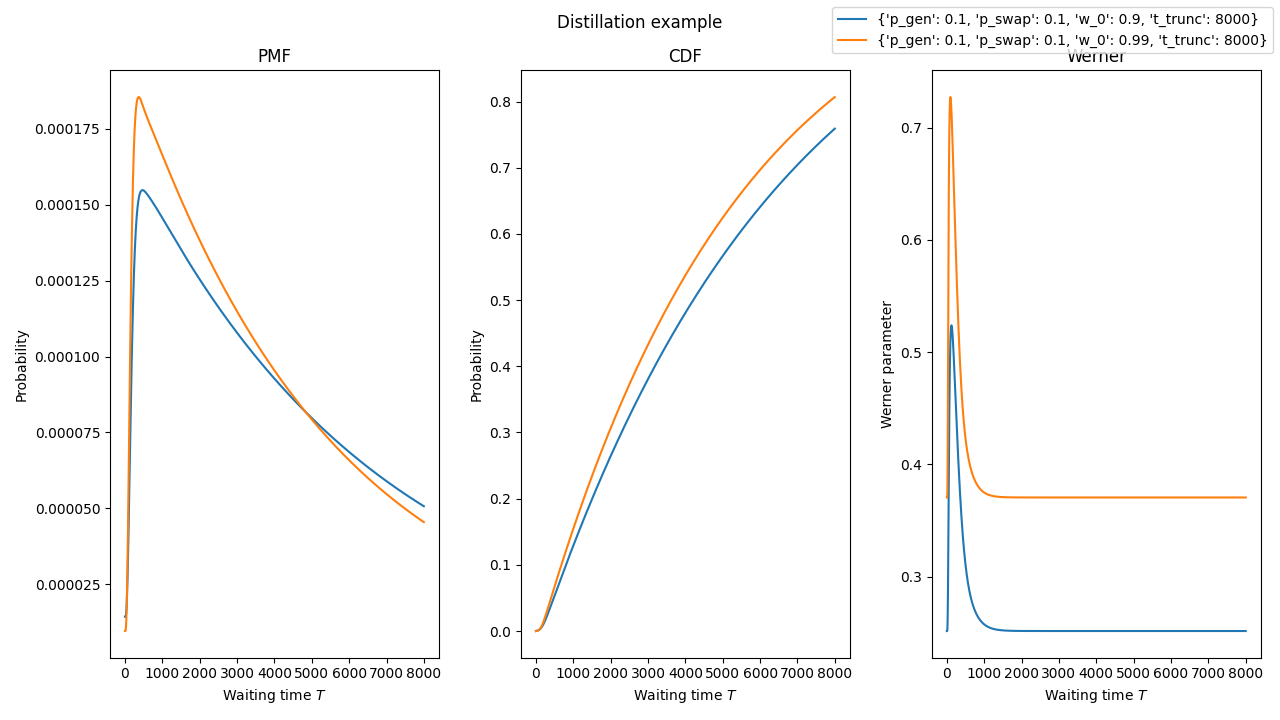 Distillation example
{'p_gen': 0.1, 'p_swap': 0.1, 'w_0': 0.9, 't_trunc': 8000}
{'p_gen': 0.1, 'p_swap': 0.1, 'w_0': 0.99, 't_trunc': 8000}
PMF
0.000175
0.000150
0.000125
0.000100
0.000075
0.000050
0.000025
Probability
0 1000 2000 3000 4000 5000 6000 7000 8000
Waiting time T
CDF
0.8
0.7
0.6
0.5
0.4
0.3
0.2
0.1
0.0
Probability
0 1000 2000 3000 4000 5000 6000 7000 8000
Waiting time T
Werner
0.7
0.6
0.5
0.4
0.3
Werner parameter
0 1000 2000 3000 4000 5000 6000 7000 8000
Waiting time T